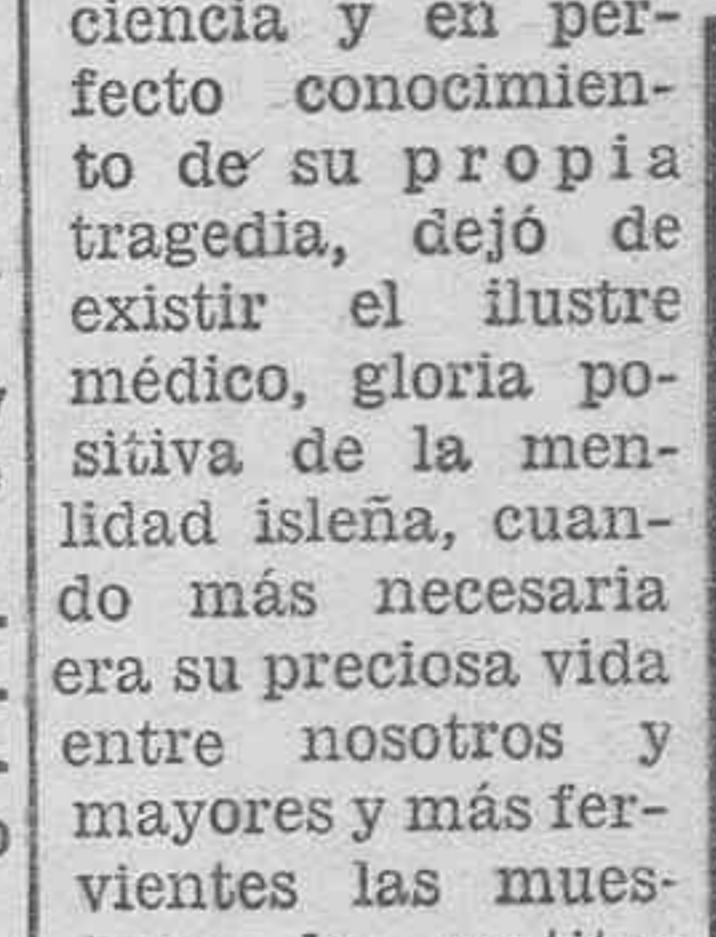 ciencia y en per-
fecto conocimien-
to de su propia
tragedia, dejó de
existir el ilustre
médico, gloria po-
sitiva de la men-
lidad isleña, cuan-
do más necesaria
era su preciosa vida
entre nosotros y
mayores y más fer-
vientes las mues-